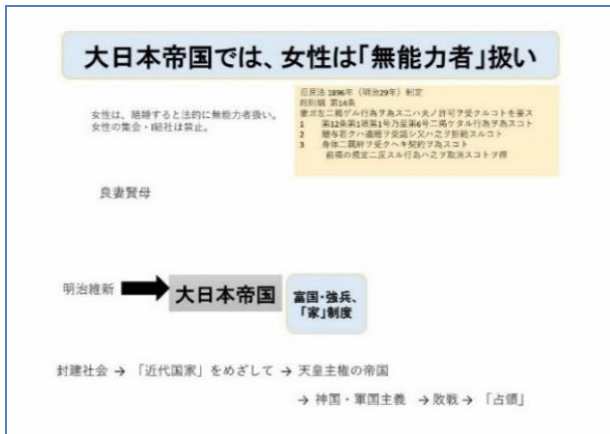 大日本帝国では、女性は「無能力者」扱い
女性は、結婚すると法的に無能力者扱い。
女性の集会・結社は禁止。
旧民法 1896年(明治29年)制定
総則編 第14条
妻ガ左ニ掲ゲル行為ヲ為スニハ夫ノ許可ヲ受クルコトヲ要ス
1 第12条第1項第1号乃至第6号ニ掲ケタル行為ヲ為スコト
2 贈与若クハ遺贈ヲ受諾シ又ハ之ヲ拒絶スルコト
3 身体ニ羈絆ヲ受クヘキ契約ヲ為スコト
前項の規定ニ反スル行為ハ之ヲ取消スコトヲ得
良妻賢母
明治維新
大日本帝国
富国・強兵、
「家」制度
封建社会 → 「近代国家」をめざして → 天皇主権の帝国
→ 神国・軍国主義 → 敗戦 → 「占領」